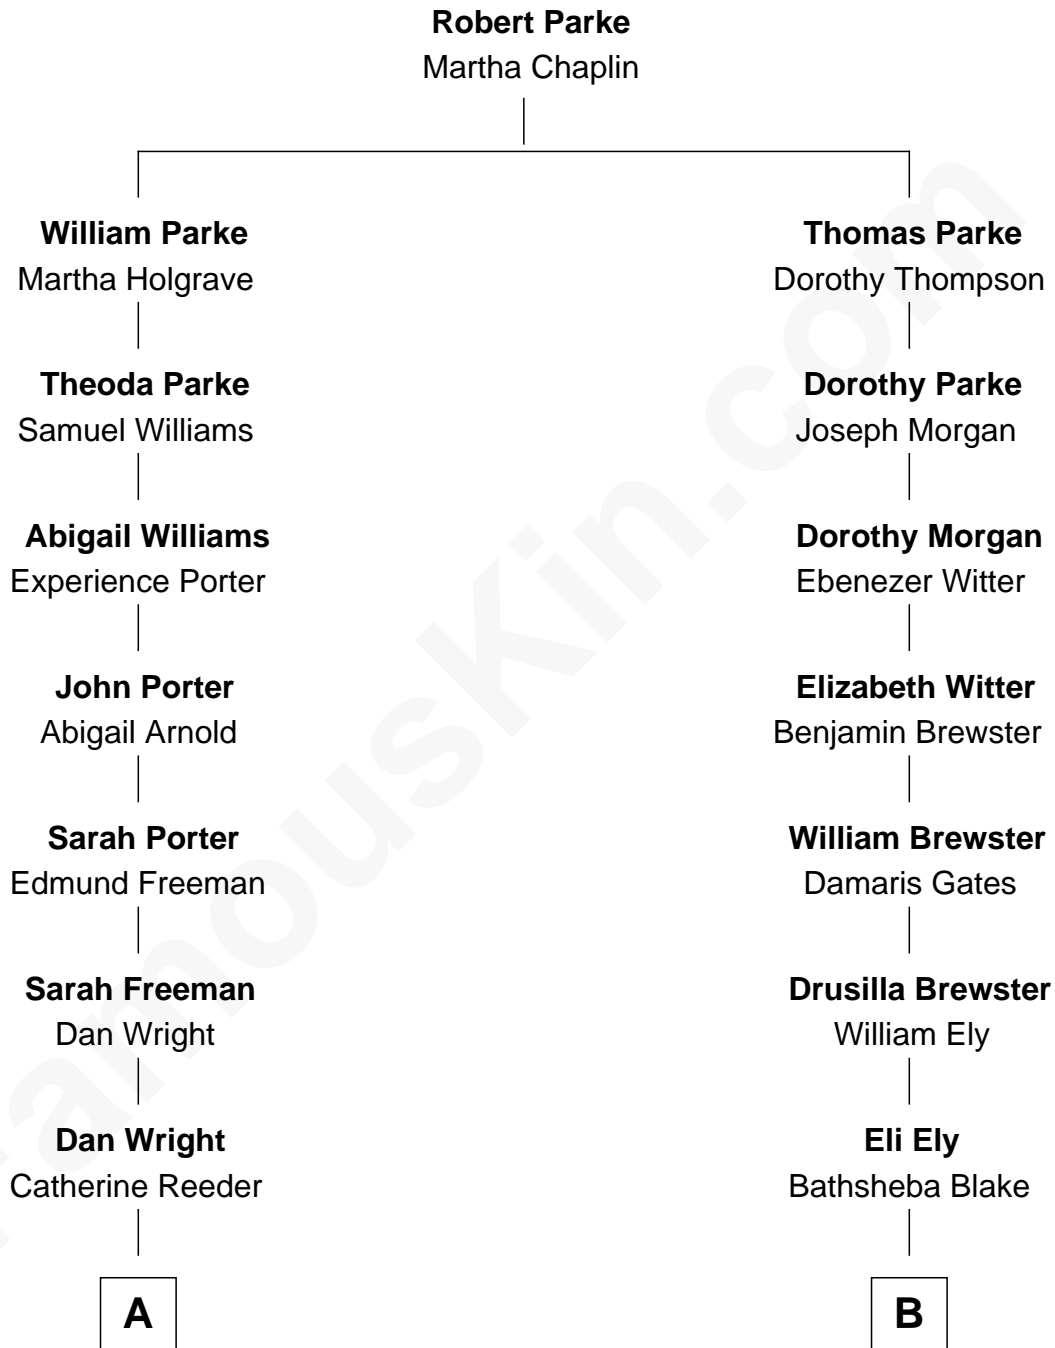 Robert Parke
Martha Chaplin
William Parke
Martha Holgrave
Thomas Parke
Dorothy Thompson
Theoda Parke
Samuel Williams
Dorothy Parke
Joseph Morgan
Abigail Williams
Experience Porter
Dorothy Morgan
Ebenezer Witter
John Porter
Abigail Arnold
Elizabeth Witter
Benjamin Brewster
Sarah Porter
Edmund Freeman
William Brewster
Damaris Gates
Sarah Freeman
Dan Wright
Drusilla Brewster
William Ely
Dan Wright
Catherine Reeder
Eli Ely
Bathsheba Blake
A
B
FamousKin.com